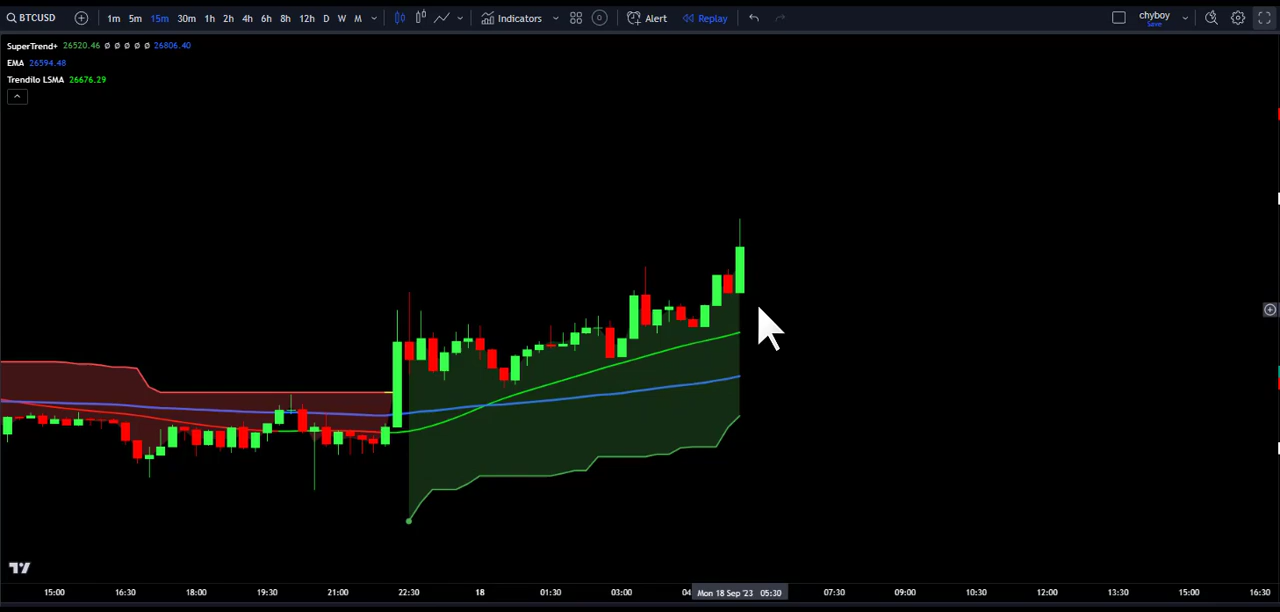 BTCUSD 1m 5m 15m 30m 1h 2h 4h 6h 8h 12h D W M Indicators Alert Replay chyboy
Save
SuperTrend+ 26520.46 Ø Ø Ø Ø Ø 26806.40
EMA 26594.48
Trendilo LSMA 26676.29
15:00 16:30 18:00 19:30 21:00 22:30 18 01:30 03:00 04 Mon 18 Sep '23 05:30 07:30 09:00 10:30 12:00 13:30 15:00 16:30